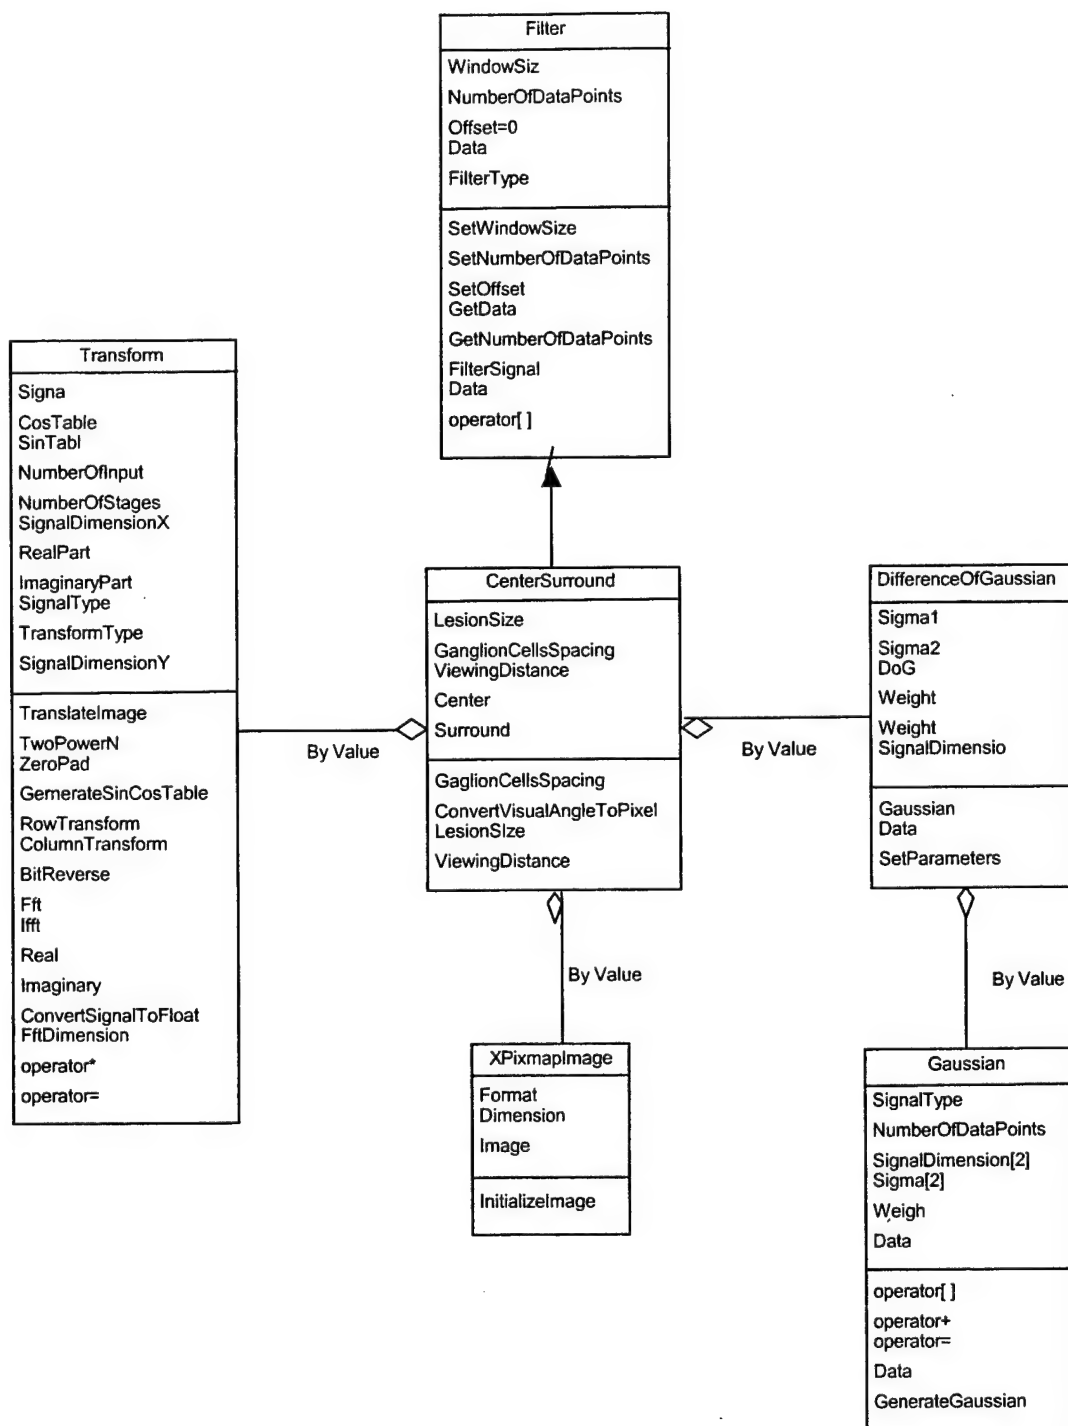 Filter
WindowSiz
NumberOfDataPoints
Offset=0
Data
FilterType
SetWindowSize
SetNumberOfDataPoints
SetOffset
GetData
GetNumberOfDataPoints
FilterSignal
Data
operator[ ]
Transform
Signa
CosTable
SinTabl
NumberOfInput
NumberOfStages
SignalDimensionX
RealPart
ImaginaryPart
SignalType
TransformType
SignalDimensionY
TranslateImage
TwoPowerN
ZeroPad
GemerateSinCosTable
RowTransform
ColumnTransform
BitReverse
Fft
Ifft
Real
Imaginary
ConvertSignalToFloat
FftDimension
operator*
operator=
By Value
CenterSurround
LesionSize
GanglionCellsSpacing
ViewingDistance
Center
Surround
GaglionCellsSpacing
ConvertVisualAngleToPixel
LesionSIze
ViewingDistance
By Value
DifferenceOfGaussian
Sigma1
Sigma2
DoG
Weight
Weight
SignalDimensio
Gaussian
Data
SetParameters
By Value
XPixmapImage
Format
Dimension
Image
InitializeImage
By Value
Gaussian
SignalType
NumberOfDataPoints
SignalDimension[2]
Sigma[2]
Weigh
Data
operator[ ]
operator+
operator=
Data
GenerateGaussian